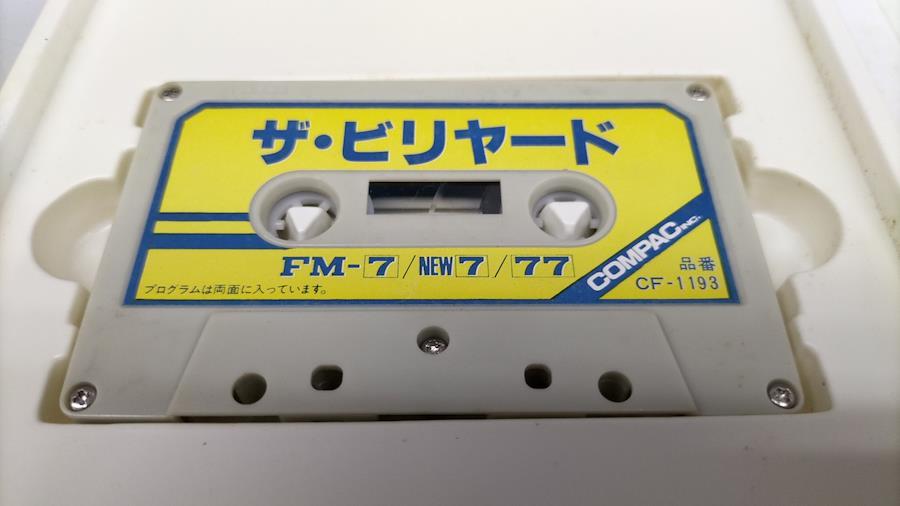 ザ・ビリヤード
FM-7/NEW7/77
プログラムは両面に入っています。
COMPAC INC.
品番
CF-1193